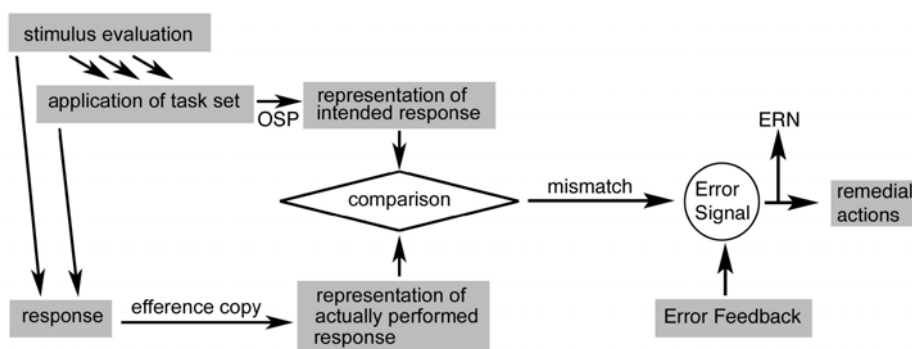 stimulus evaluation
application of task set
OSP
representation of
intended response
ERN
comparison
mismatch
Error
Signal
remedial
actions
response
efference copy
representation of
actually performed
response
Error Feedback